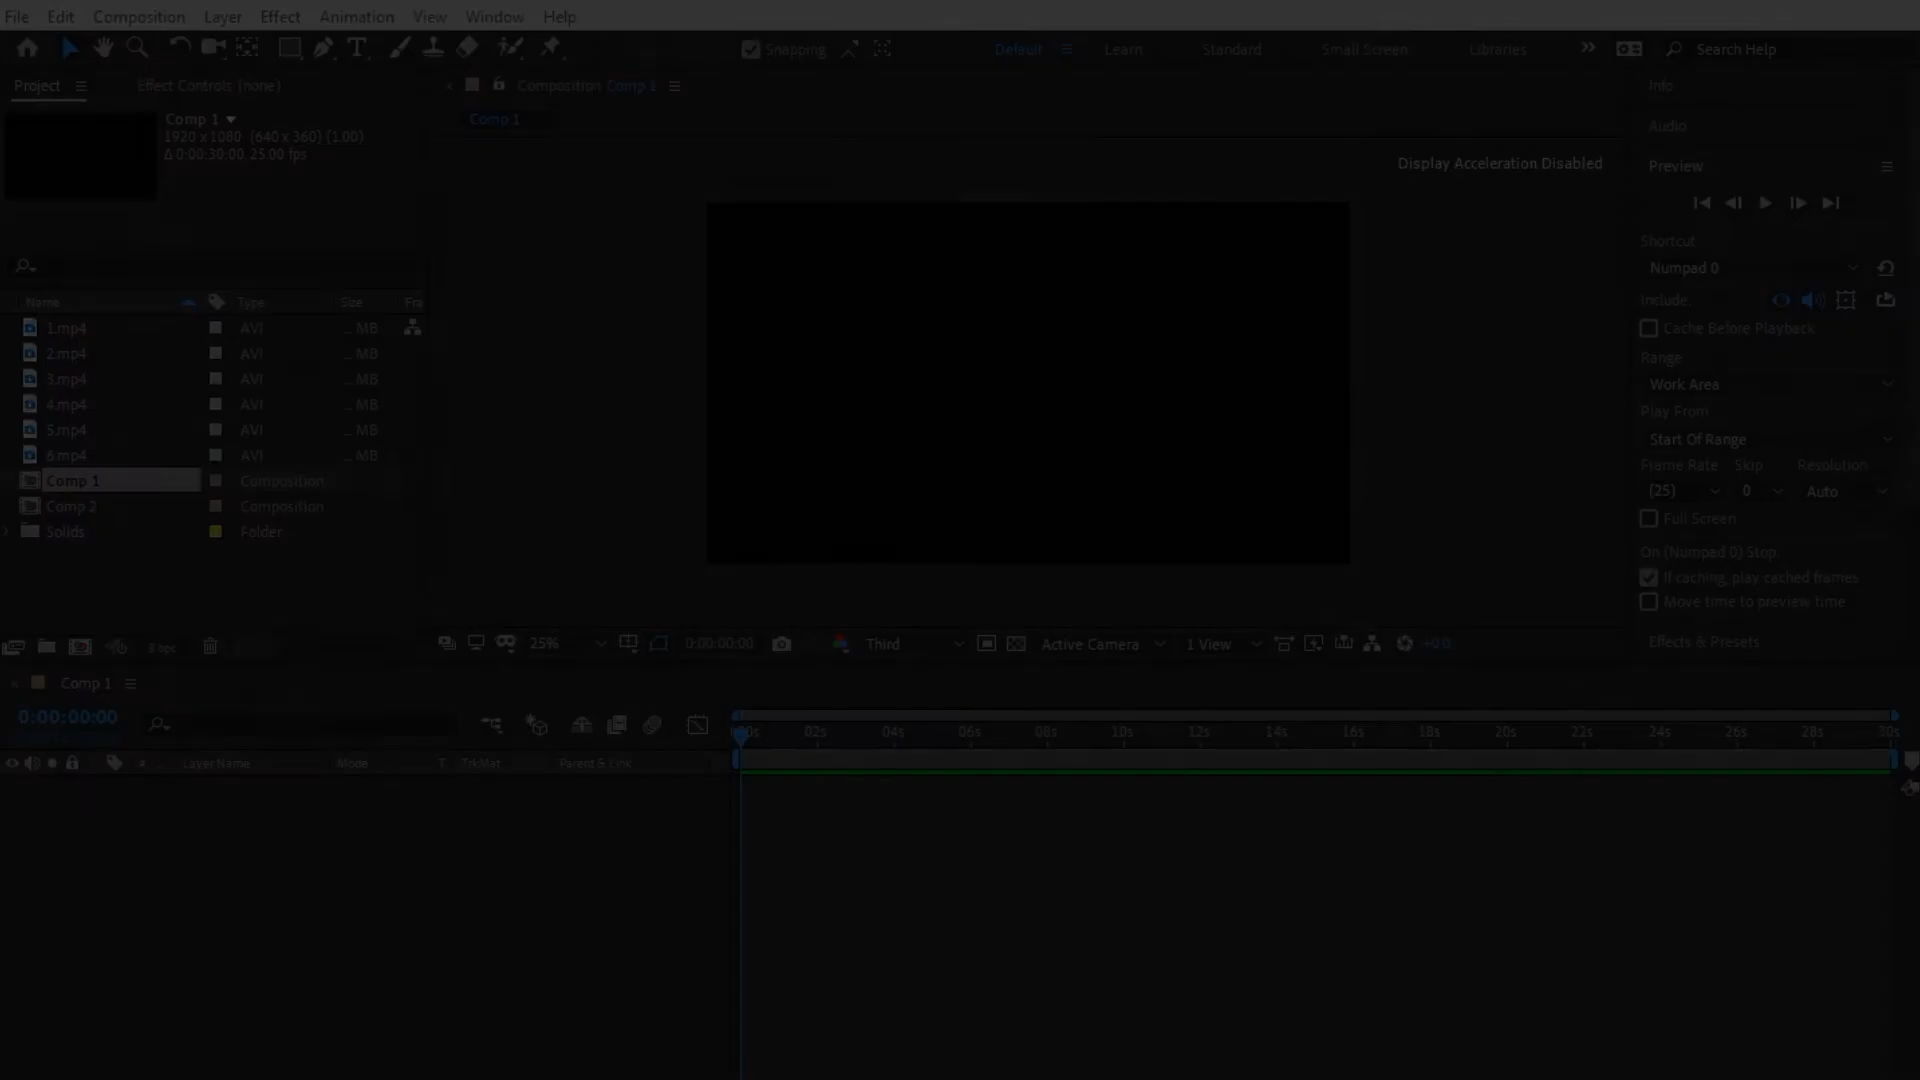 File Edit Composition Layer Effect Animation View Window Help
Snapping Default Learn Standard Small Screen Libraries Search Help
Project Effect Controls (none)
Composition Comp 1
Comp 1
Comp 1
1920 x 1080 (640 x 360) (1.00)
Δ 0:00:30:00, 25.00 fps
Display Acceleration Disabled
Name Type Size Fra
1.mp4 AVI ... MB
2.mp4 AVI ... MB
3.mp4 AVI ... MB
4.mp4 AVI ... MB
5.mp4 AVI ... MB
6.mp4 AVI ... MB
Comp 1 Composition
Comp 2 Composition
Solids Folder
8 bpc
25% 0:00:00:00 Third Active Camera 1 View +0.0
Info
Audio
Preview
Shortcut
Numpad 0
Include:
Cache Before Playback
Range
Work Area
Play From
Start Of Range
Frame Rate Skip Resolution
(25) 0 Auto
Full Screen
On (Numpad 0) Stop
If caching, play cached frames
Move time to preview time
Effects & Presets
Comp 1
0:00:00:00
# Layer Name Mode T TrkMat Parent & Link
02s 04s 06s 08s 10s 12s 14s 16s 18s 20s 22s 24s 26s 28s 30s